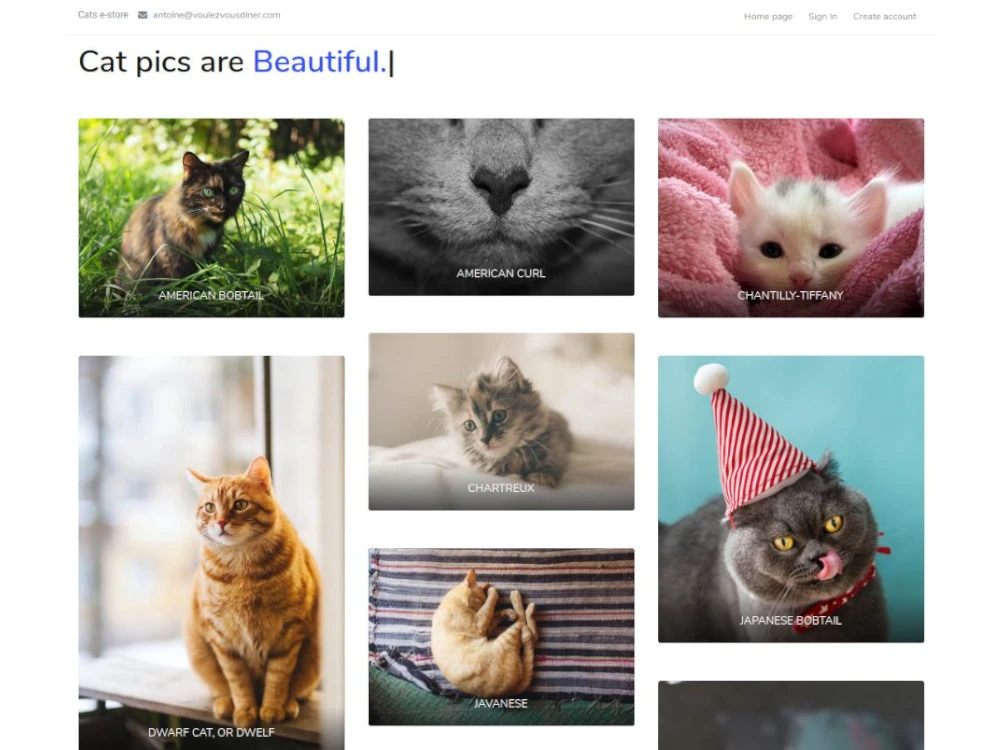 Cats e-store antoine@voulezvousdiner.com
Home page Sign In Create account
Cat pics are Beautiful.|
AMERICAN BOBTAIL
AMERICAN CURL
CHANTILLY-TIFFANY
CHARTREUX
JAPANESE BOBTAIL
JAVANESE
DWARF CAT, OR DWELF